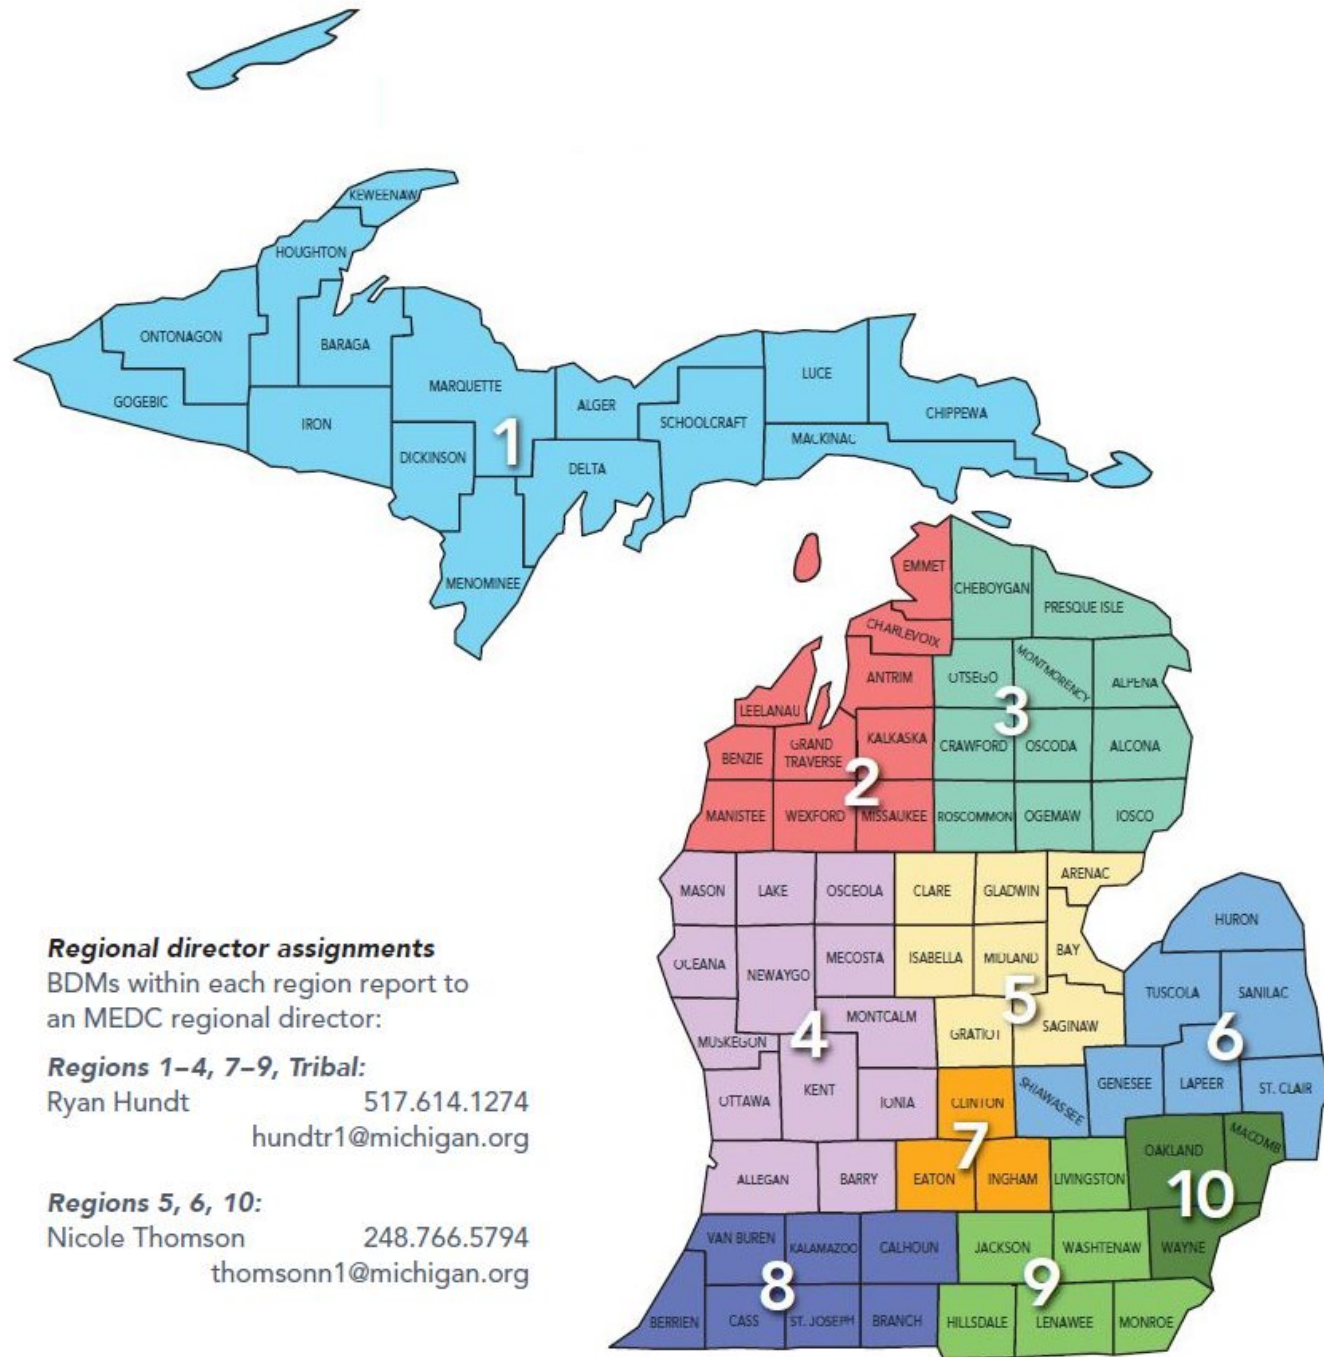 KEWEENAW
HOUGHTON
ONTONAGON
BARAGA
GOGEBIC
IRON
MARQUETTE
DICKINSON
1
ALGER
DELTA
MENOMINEE
SCHOOLCRAFT
LUCE
CHIPPEWA
MACKINAC
EMMET
CHEBOYGAN
PRESQUE ISLE
CHARLEVOIX
ANTRIM
OTSEGO
MONTMORENCY
ALPENA
3
LEELANAU
BENZIE
GRAND
TRAVERSE
KALKASKA
CRAWFORD
OSCODA
ALCONA
2
MANISTEE
WEXFORD
MISSAUKEE
ROSCOMMON
OGEMAW
IOSCO
MASON
LAKE
OSCEOLA
CLARE
GLADWIN
ARENAC
HURON
OCEANA
NEWAYGO
MECOSTA
ISABELLA
MIDLAND
BAY
5
TUSCOLA
SANILAC
6
MUSKEGON
MONTCALM
4
GRATIOT
SAGINAW
OTTAWA
KENT
IONIA
CLINTON
SHIAWASSEE
GENESEE
LAPEER
ST. CLAIR
7
ALLEGAN
BARRY
EATON
INGHAM
LIVINGSTON
OAKLAND
MACOMB
10
VAN BUREN
KALAMAZOO
CALHOUN
JACKSON
WASHTENAW
WAYNE
8
9
BERRIEN
CASS
ST. JOSEPH
BRANCH
HILLSDALE
LENAWEE
MONROE
Regional director assignments
BDMs within each region report to
an MEDC regional director:
Regions 1–4, 7–9, Tribal:
Ryan Hundt 517.614.1274
hundtr1@michigan.org
Regions 5, 6, 10:
Nicole Thomson 248.766.5794
thomsonn1@michigan.org